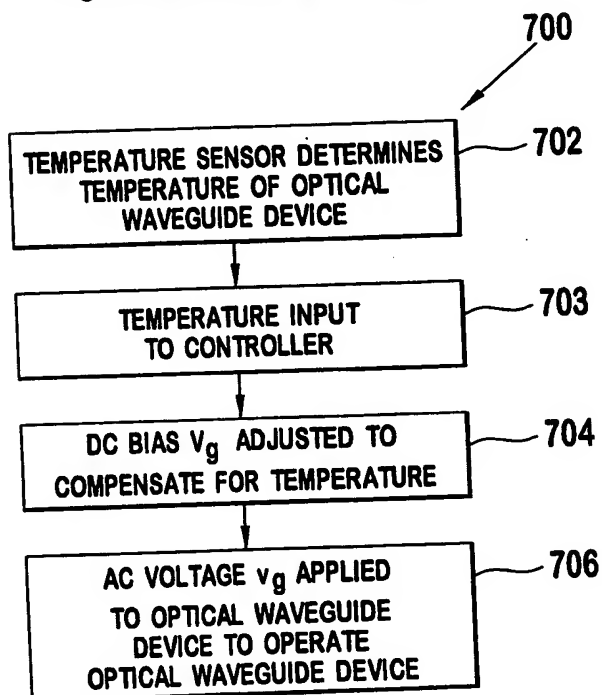 700
TEMPERATURE SENSOR DETERMINES
TEMPERATURE OF OPTICAL
WAVEGUIDE DEVICE
702
TEMPERATURE INPUT
TO CONTROLLER
703
DC BIAS Vg ADJUSTED TO
COMPENSATE FOR TEMPERATURE
704
AC VOLTAGE vg APPLIED
TO OPTICAL WAVEGUIDE
DEVICE TO OPERATE
OPTICAL WAVEGUIDE DEVICE
706